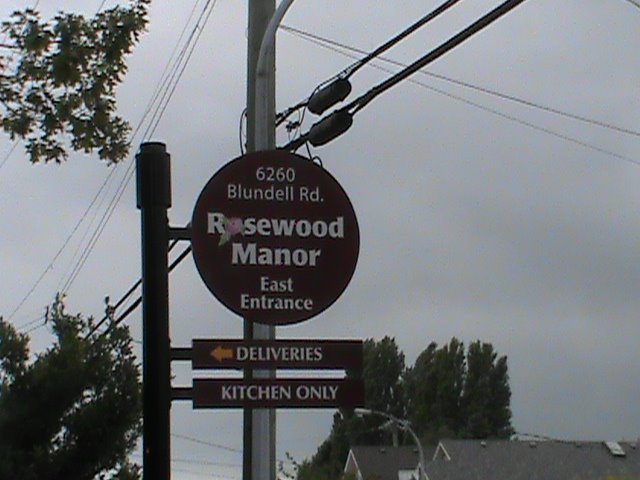 6260
Blundell Rd.
Rosewood
Manor
East
Entrance
DELIVERIES
KITCHEN ONLY